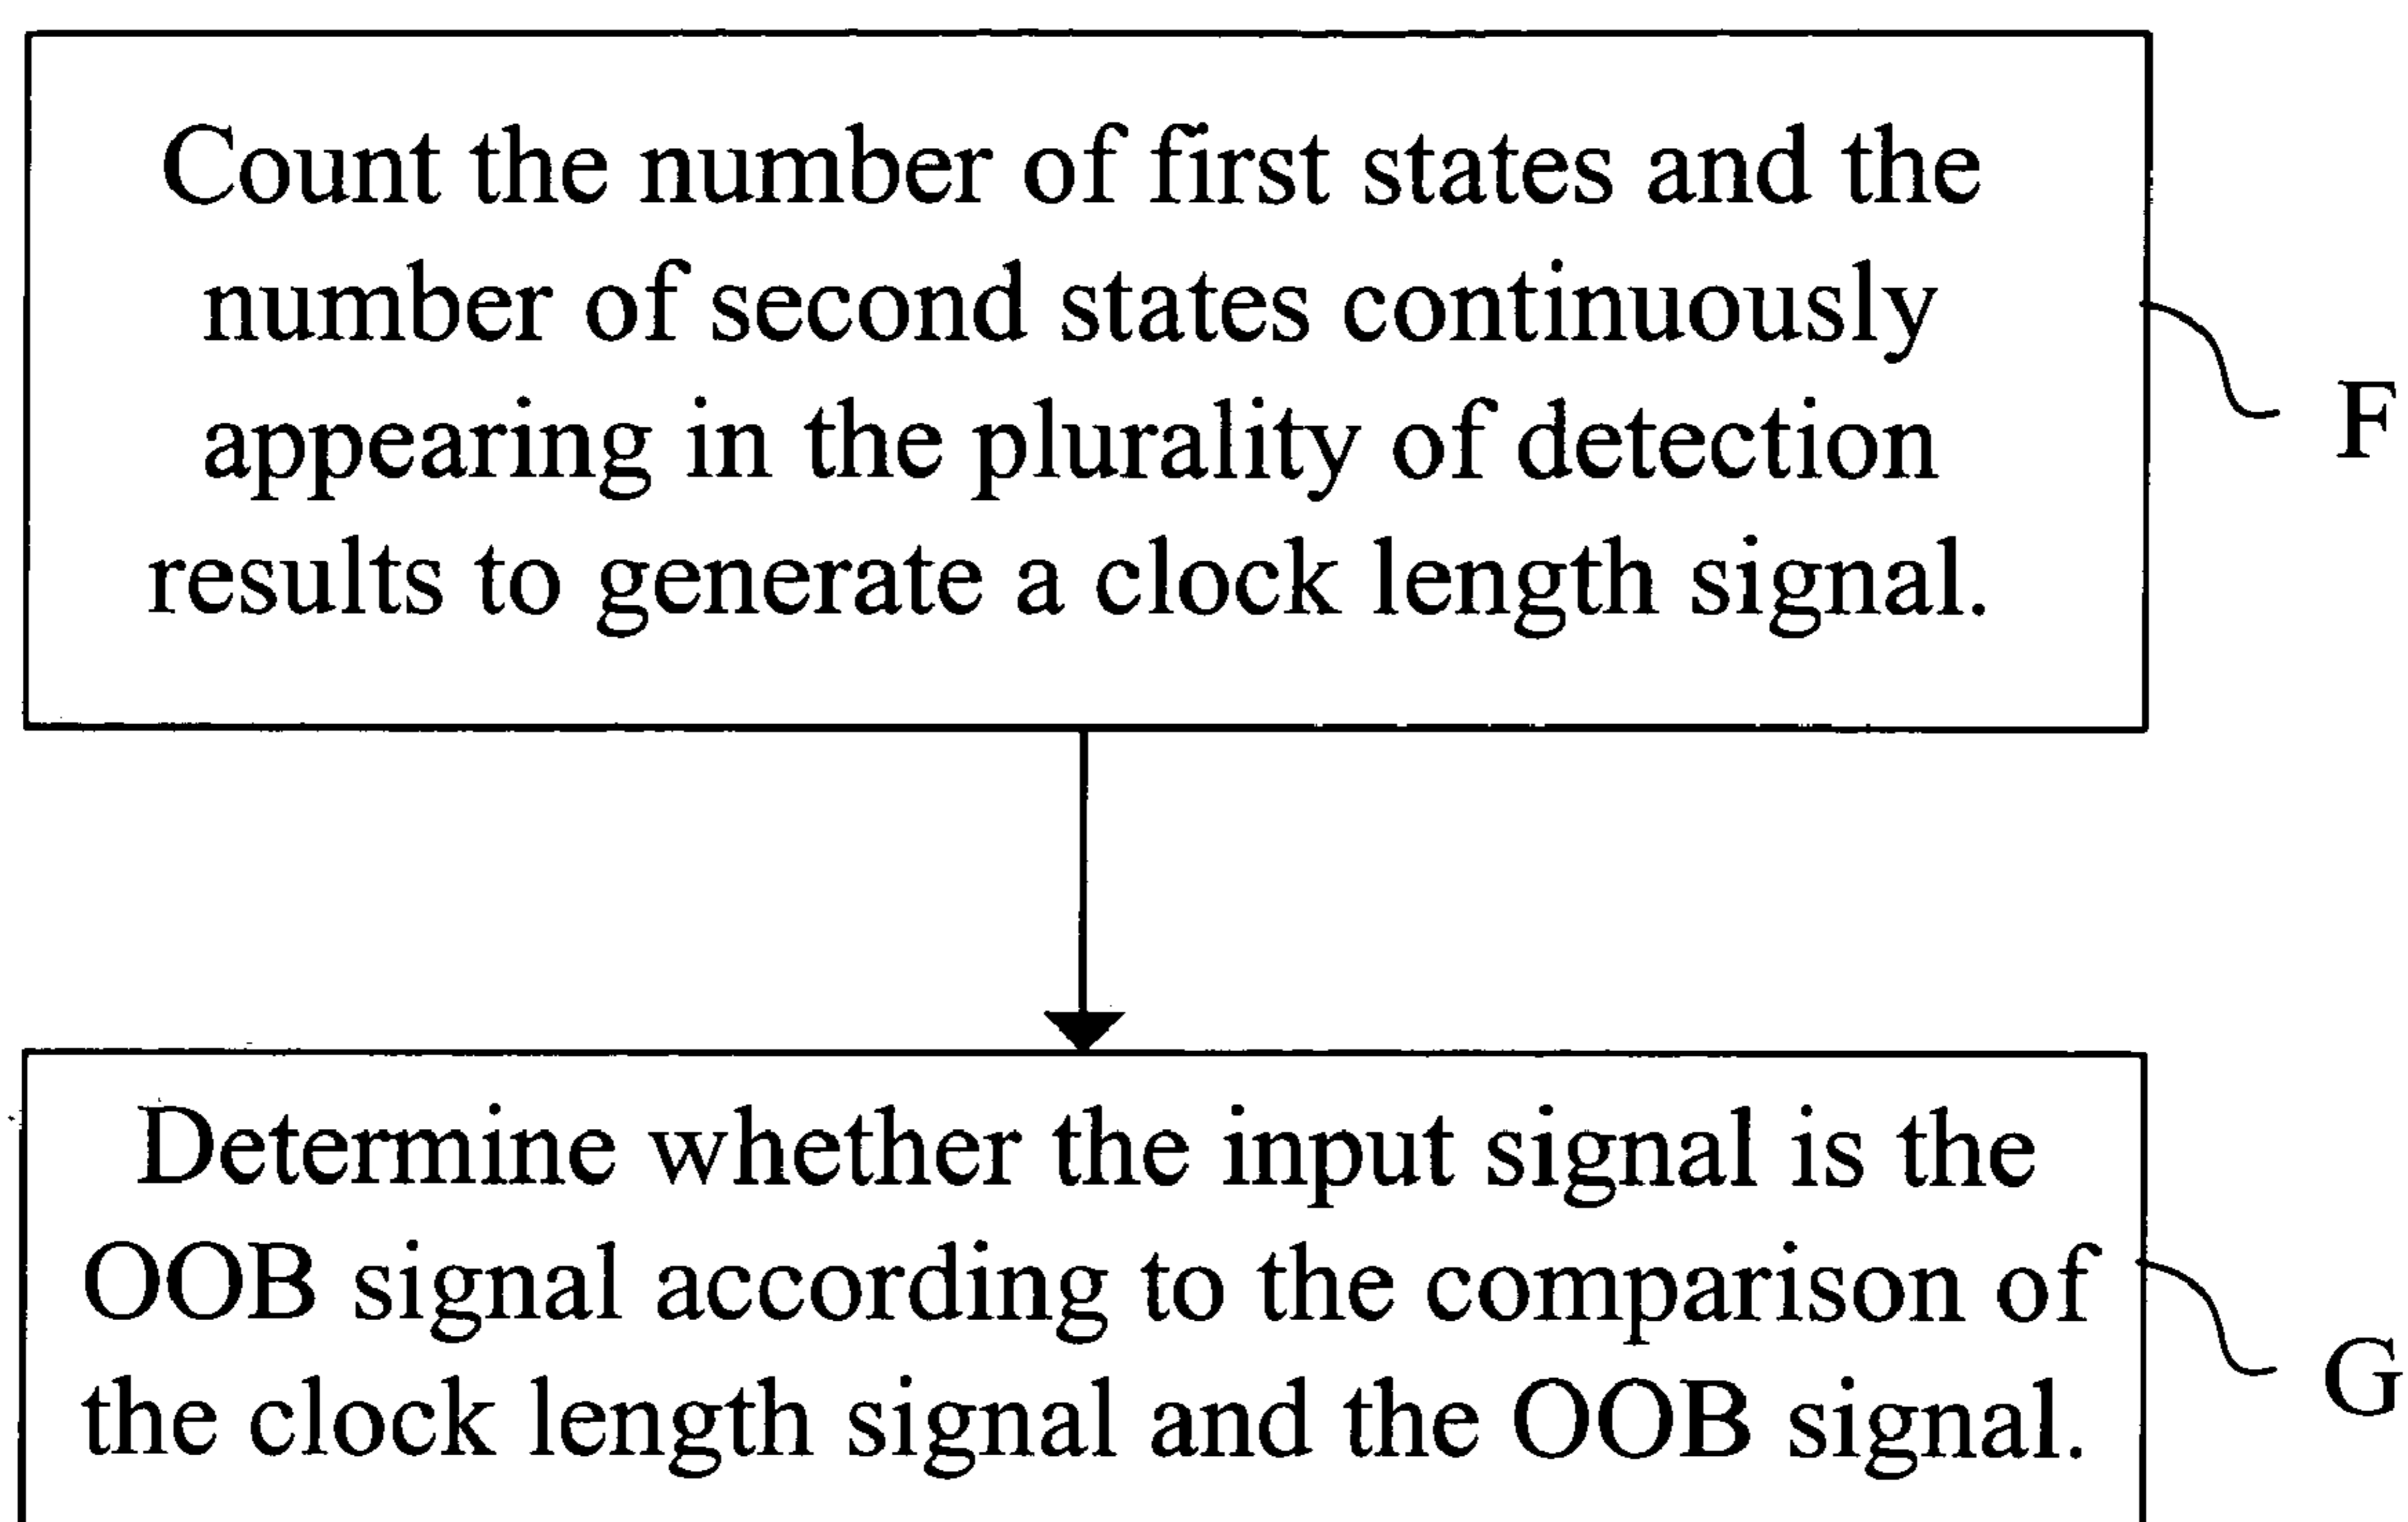 Count the number of first states and the
number of second states continuously
appearing in the plurality of detection
results to generate a clock length signal.
F
Determine whether the input signal is the
OOB signal according to the comparison of
the clock length signal and the OOB signal.
G